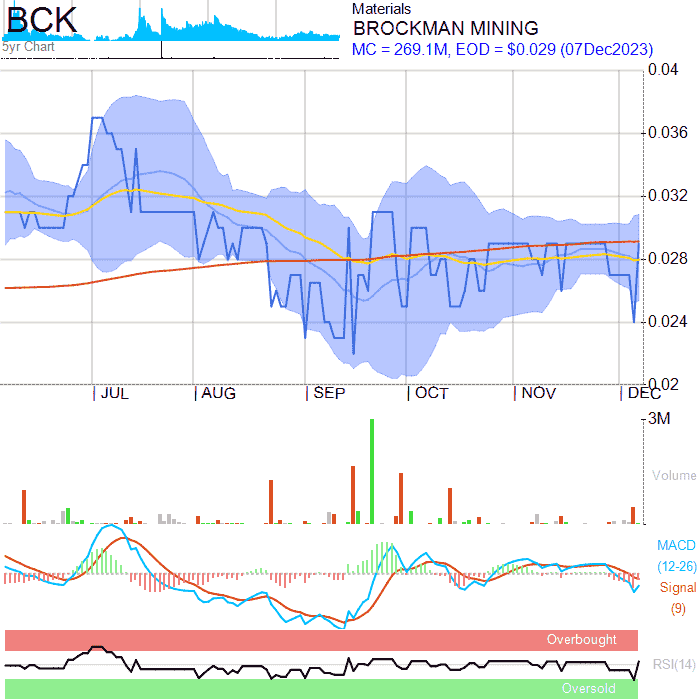 BCK
5yr Chart
Materials
BROCKMAN MINING
MC = 269.1M, EOD = $0.029 (07Dec2023)
0.04
0.036
0.032
0.028
0.024
0.02
JUL AUG SEP OCT NOV DEC
3M
Volume
MACD
(12-26)
Signal
(9)
Overbought
RSI(14)
Oversold